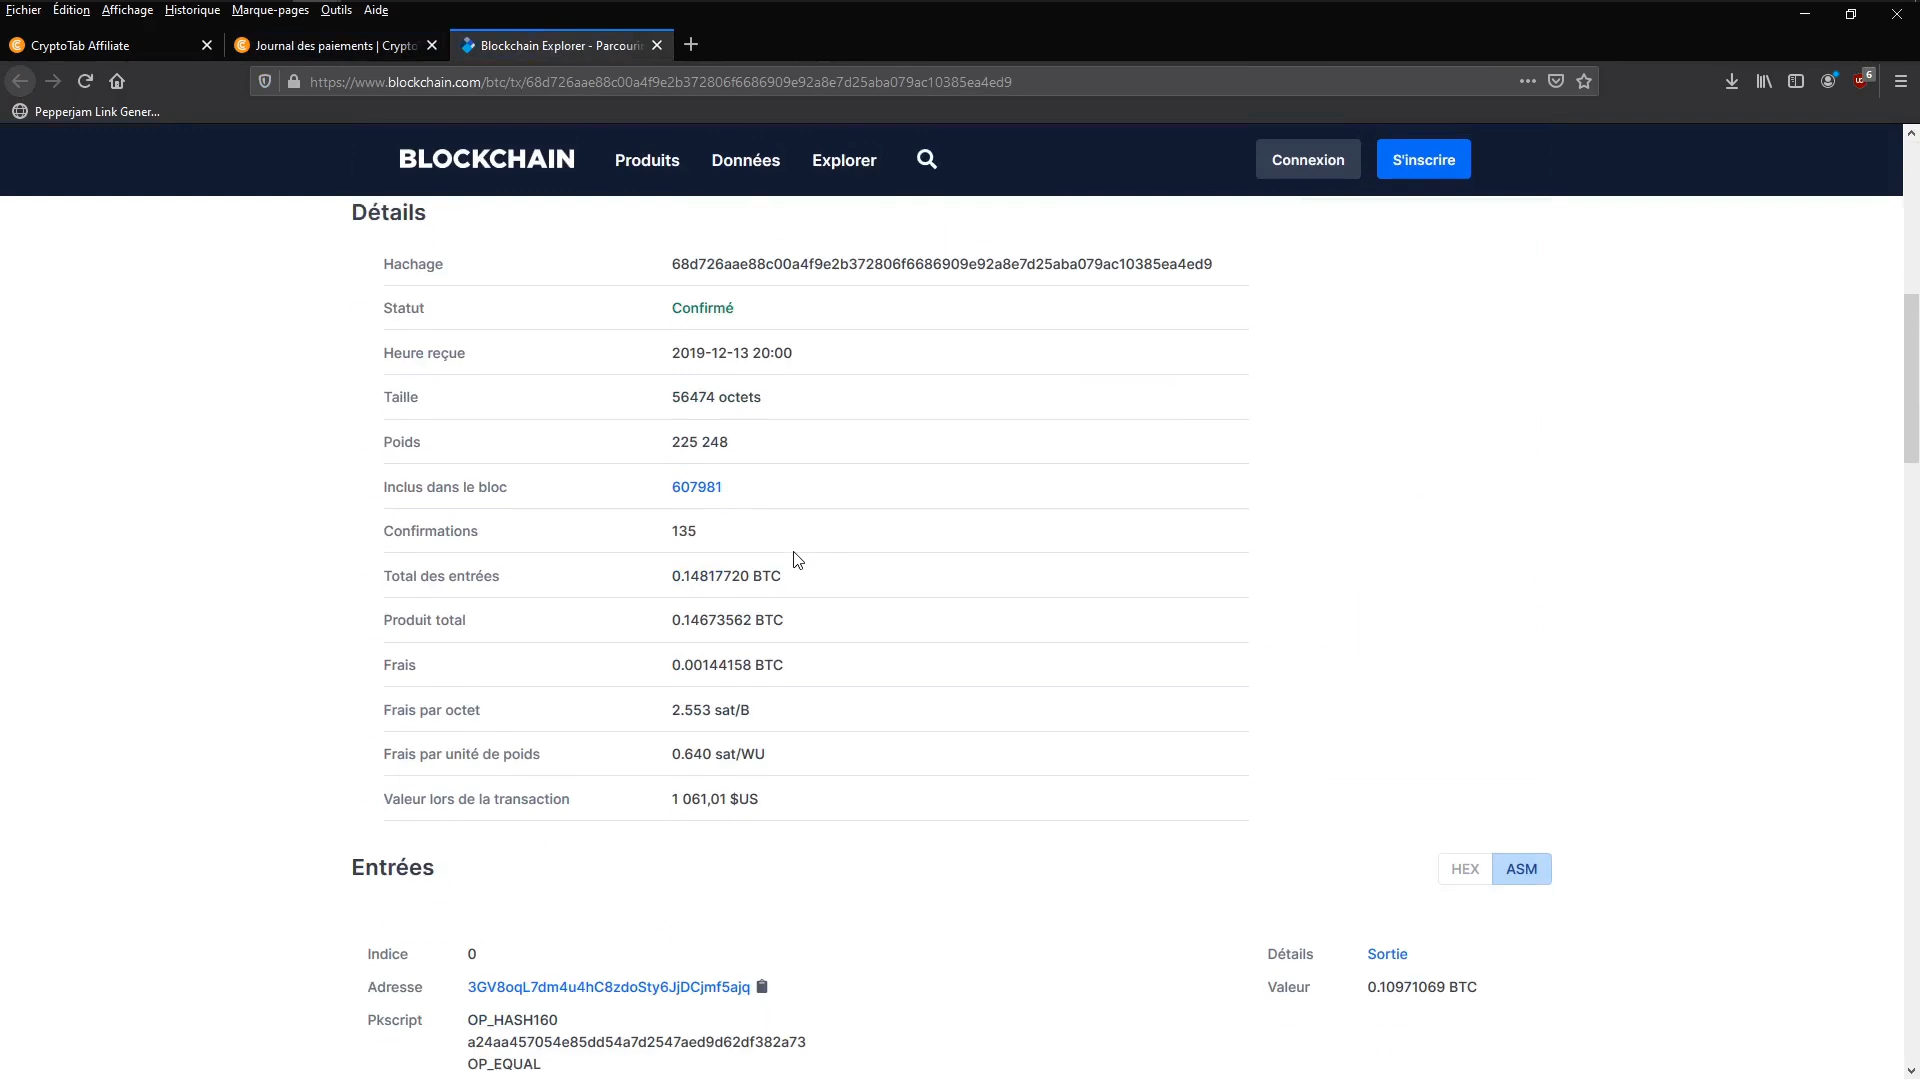 Fichier Édition Affichage Historique Marque-pages Outils Aide
CryptoTab Affiliate
Journal des paiements | Crypto
Blockchain Explorer - Parcouri
https://www.blockchain.com/btc/tx/68d726aae88c00a4f9e2b372806f6686909e92a8e7d25aba079ac10385ea4ed9
6
Pepperjam Link Gener...
BLOCKCHAIN Produits Données Explorer Connexion S'inscrire
Détails
Hachage 68d726aae88c00a4f9e2b372806f6686909e92a8e7d25aba079ac10385ea4ed9
Statut Confirmé
Heure reçue 2019-12-13 20:00
Taille 56474 octets
Poids 225 248
Inclus dans le bloc 607981
Confirmations 135
Total des entrées 0.14817720 BTC
Produit total 0.14673562 BTC
Frais 0.00144158 BTC
Frais par octet 2.553 sat/B
Frais par unité de poids 0.640 sat/WU
Valeur lors de la transaction 1 061,01 $US
Entrées HEX ASM
Indice 0 Détails Sortie
Adresse 3GV8oqL7dm4u4hC8zdoSty6JjDCjmf5ajq Valeur 0.10971069 BTC
Pkscript OP_HASH160
a24aa457054e85dd54a7d2547aed9d62df382a73
OP_EQUAL